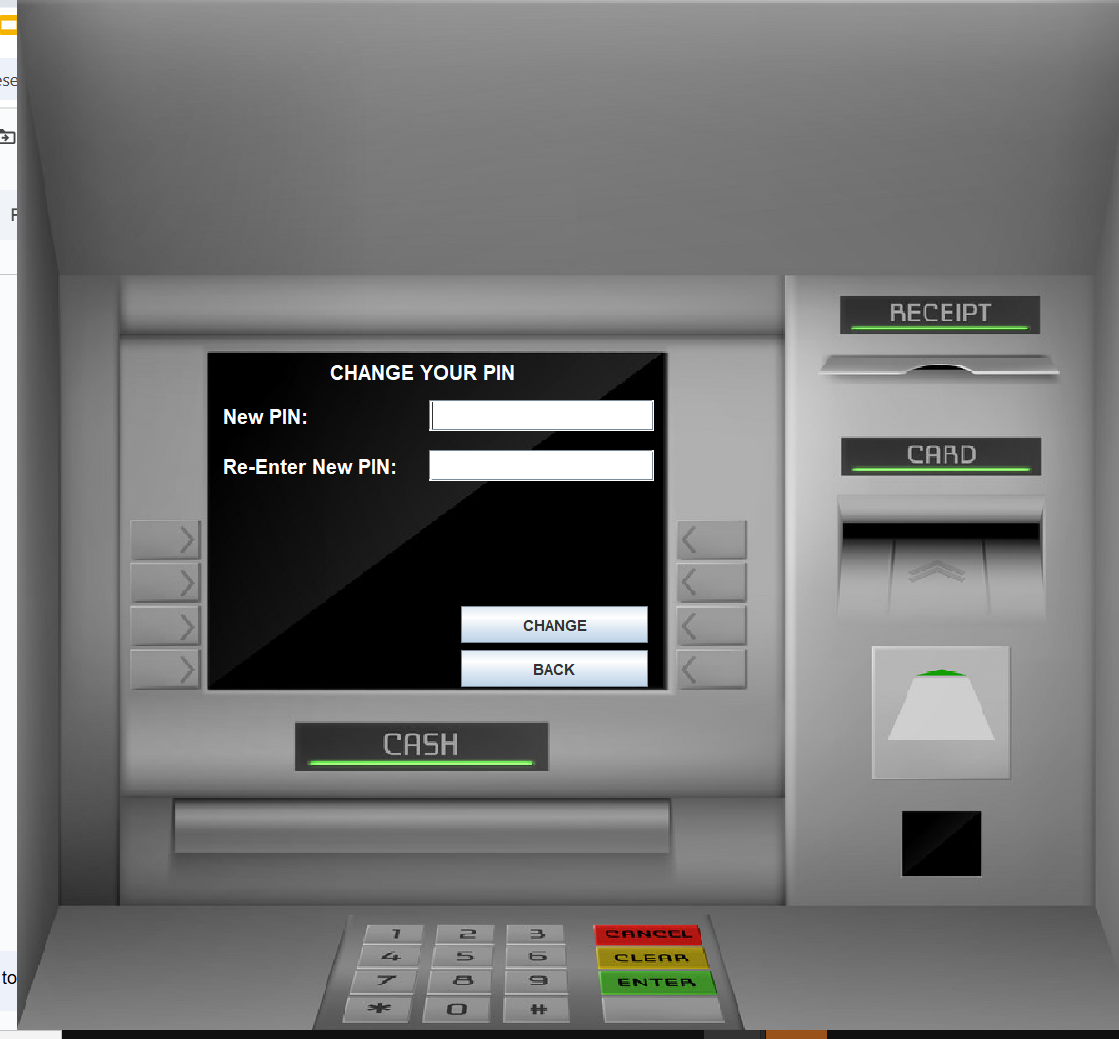 RECEIPT
CHANGE YOUR PIN
New PIN:
Re-Enter New PIN:
CARD
CHANGE
BACK
CASH
1 2 3 CANCEL
4 5 6 CLEAR
7 8 9 ENTER
* 0 #
to